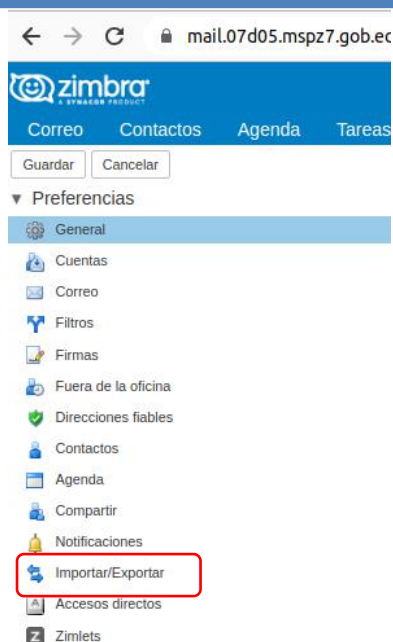 mail.07d05.mspz7.gob.ec
zimbra
A SYNACOR PRODUCT
Correo Contactos Agenda Tareas
Guardar Cancelar
Preferencias
General
Cuentas
Correo
Filtros
Firmas
Fuera de la oficina
Direcciones fiables
Contactos
Agenda
Compartir
Notificaciones
Importar/Exportar
A Accesos directos
Z Zimlets